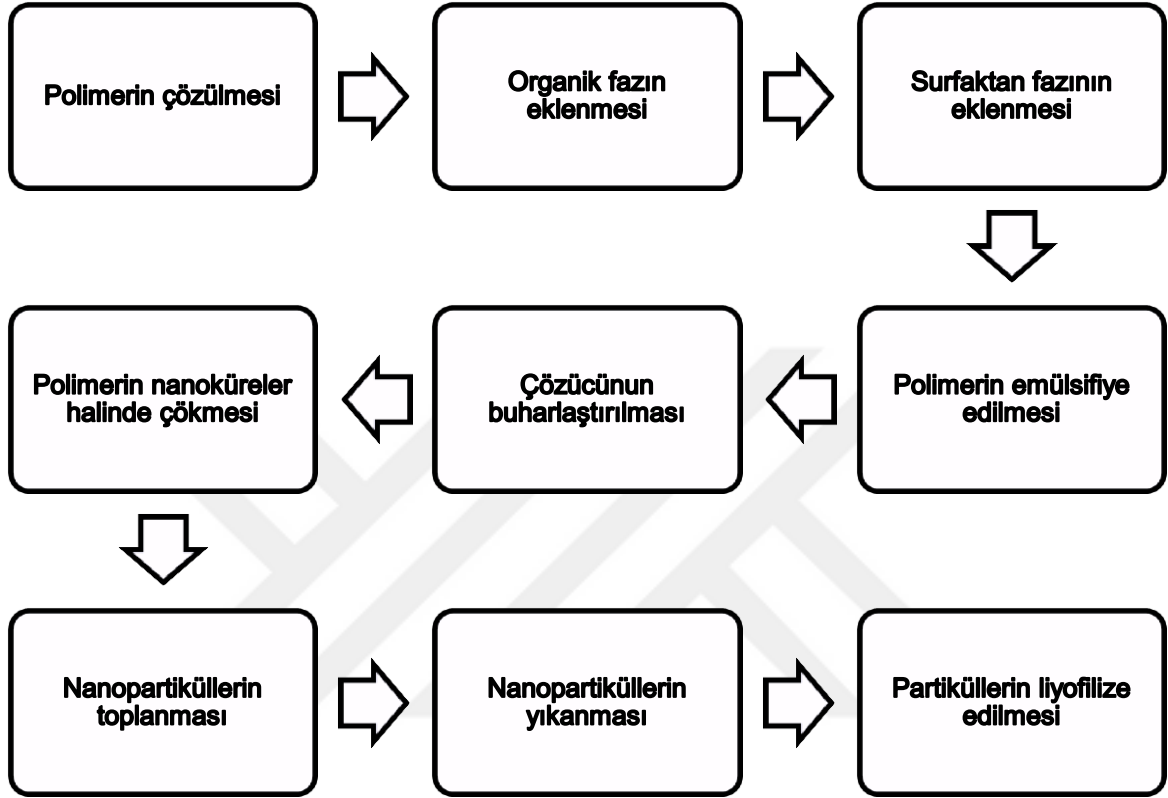 Polimerin çözülmesi
Organik fazın
eklenmesi
Surfaktan fazının
eklenmesi
Polimerin emülsifiye
edilmesi
Çözücünun
buharlaştırılması
Polimerin nanoküreler
halinde çökmesi
Nanopartiküllerin
toplanması
Nanopartiküllerin
yıkanması
Partiküllerin liyofilize
edilmesi